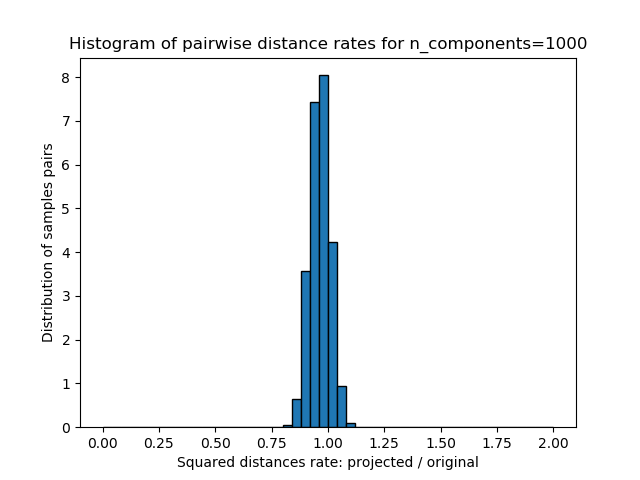 Histogram of pairwise distance rates for n_components=1000
Distribution of samples pairs
8
7
6
5
4
3
2
1
0
0.00 0.25 0.50 0.75 1.00 1.25 1.50 1.75 2.00
Squared distances rate: projected / original